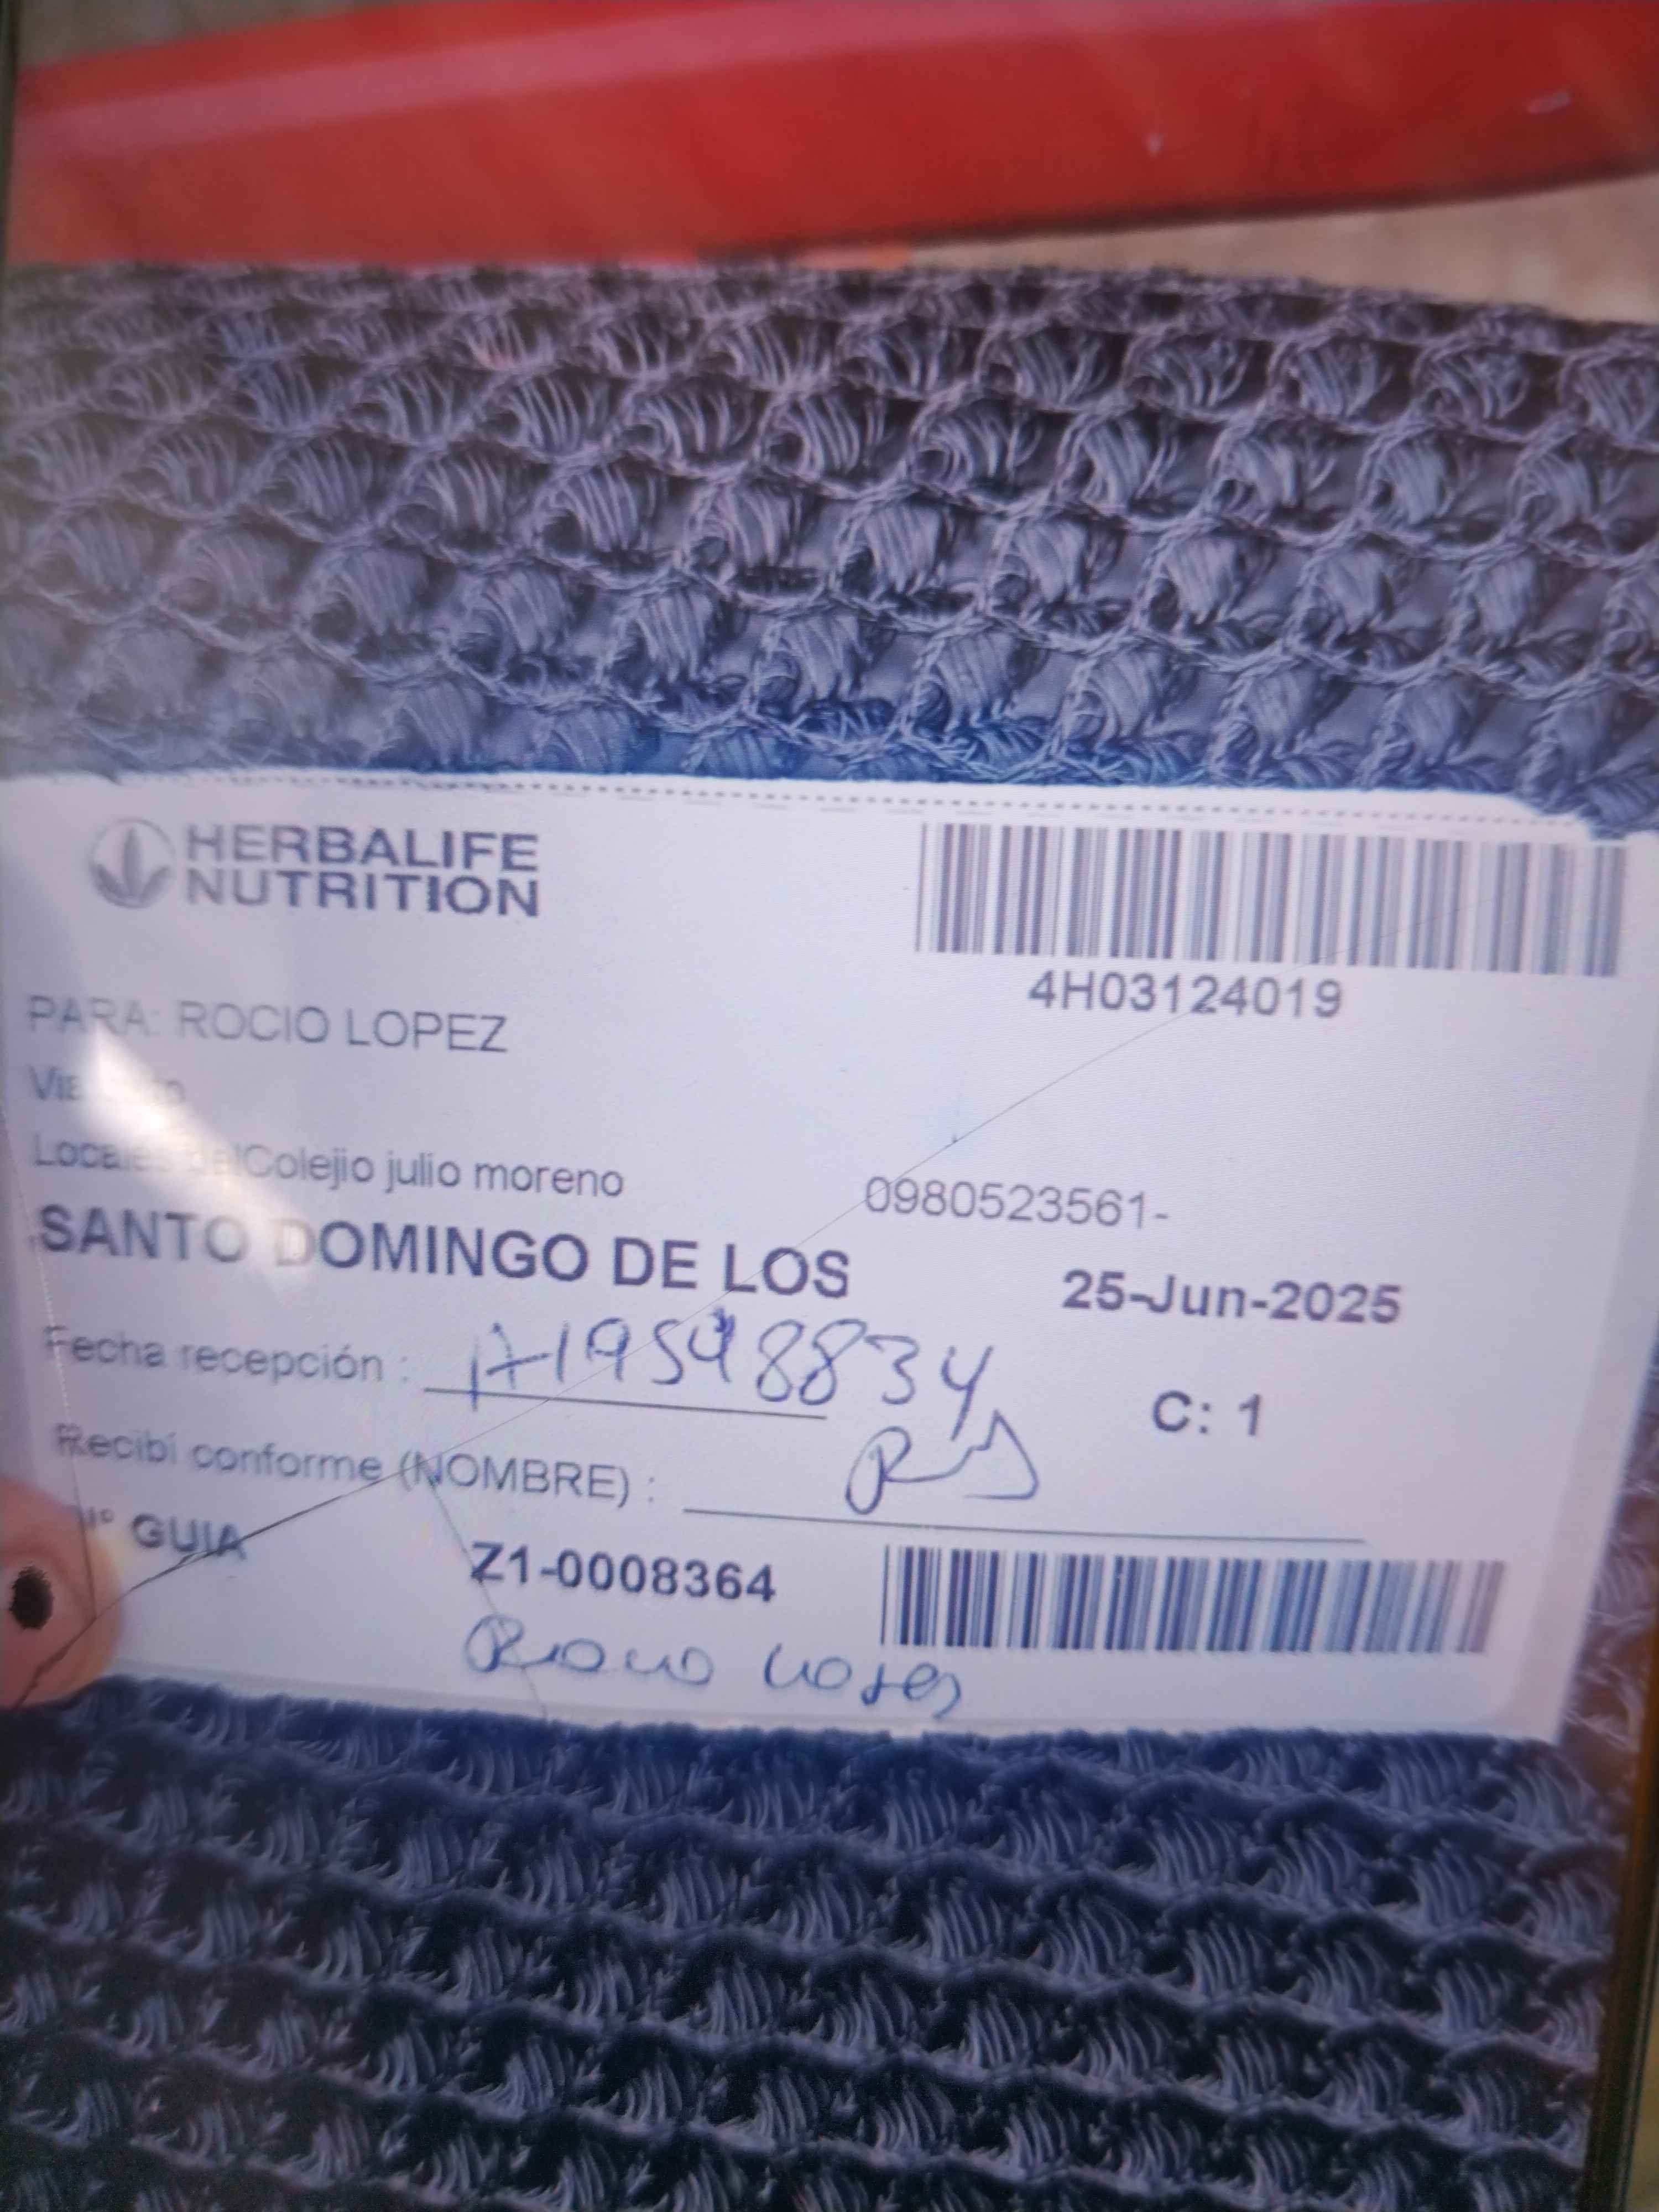 HERBALIFE
NUTRITION
4H03124019
PARA: ROCIO LOPEZ
Locales Colejio julio moreno
0980523561-
SANTO DOMINGO DE LOS
25-Jun-2025
Fecha recepción : 1719548834
C: 1
Recibí conforme (NOMBRE) :
N° GUIA Z1-0008364